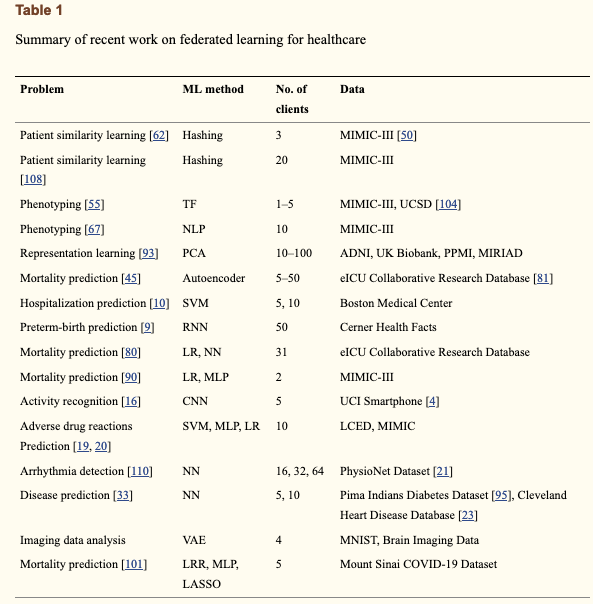 Table 1
Summary of recent work on federated learning for healthcare
Problem ML method No. of clients Data
Patient similarity learning [62] Hashing 3 MIMIC-III [50]
Patient similarity learning [108] Hashing 20 MIMIC-III
Phenotyping [55] TF 1–5 MIMIC-III, UCSD [104]
Phenotyping [67] NLP 10 MIMIC-III
Representation learning [93] PCA 10–100 ADNI, UK Biobank, PPMI, MIRIAD
Mortality prediction [45] Autoencoder 5–50 eICU Collaborative Research Database [81]
Hospitalization prediction [10] SVM 5, 10 Boston Medical Center
Preterm-birth prediction [9] RNN 50 Cerner Health Facts
Mortality prediction [80] LR, NN 31 eICU Collaborative Research Database
Mortality prediction [90] LR, MLP 2 MIMIC-III
Activity recognition [16] CNN 5 UCI Smartphone [4]
Adverse drug reactions Prediction [19, 20] SVM, MLP, LR 10 LCED, MIMIC
Arrhythmia detection [110] NN 16, 32, 64 PhysioNet Dataset [21]
Disease prediction [33] NN 5, 10 Pima Indians Diabetes Dataset [95], Cleveland Heart Disease Database [23]
Imaging data analysis VAE 4 MNIST, Brain Imaging Data
Mortality prediction [101] LRR, MLP, LASSO 5 Mount Sinai COVID-19 Dataset